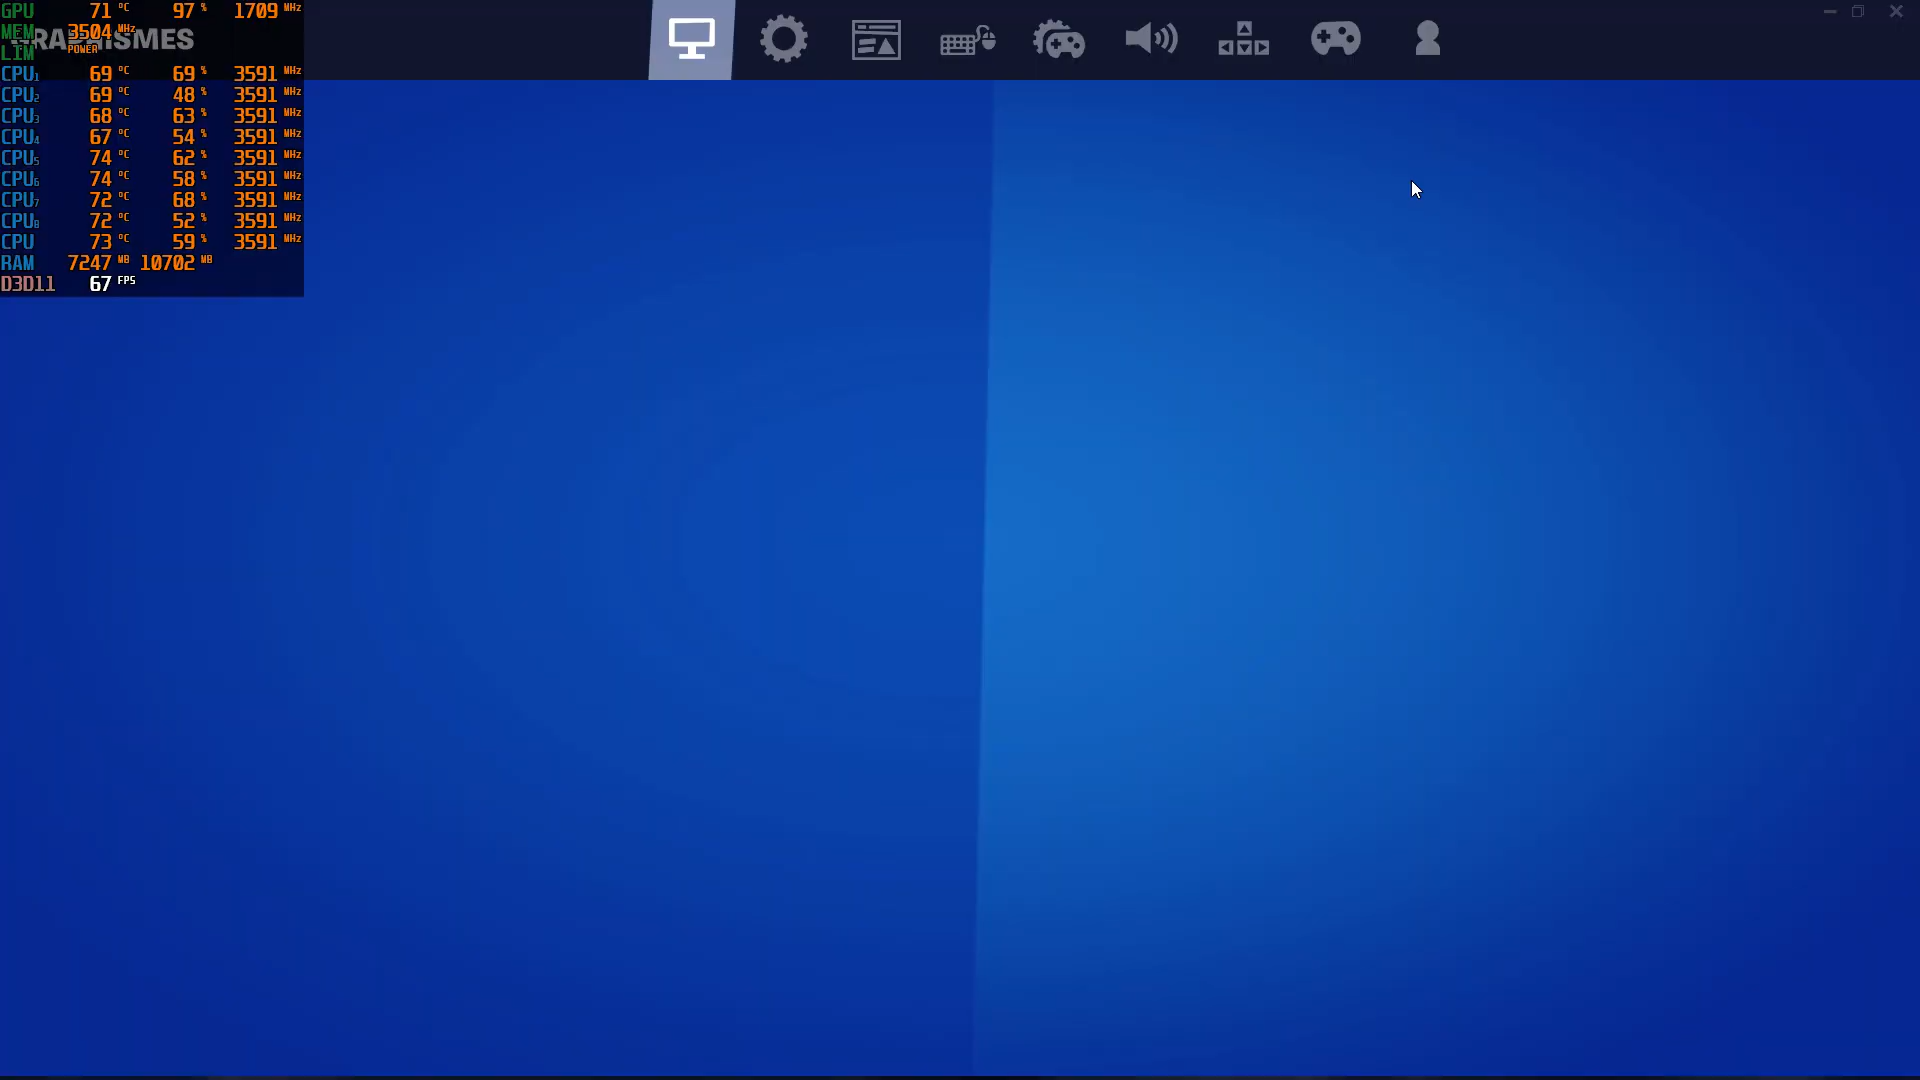 GPU 71 °C 97 % 1709 MHz
MEM 3504 MHz
GRAPHISMES
LIM POWER
CPU1 69 °C 69 % 3591 MHz
CPU2 69 °C 48 % 3591 MHz
CPU3 68 °C 63 % 3591 MHz
CPU4 67 °C 54 % 3591 MHz
CPU5 74 °C 62 % 3591 MHz
CPU6 74 °C 58 % 3591 MHz
CPU7 72 °C 68 % 3591 MHz
CPU8 72 °C 52 % 3591 MHz
CPU 73 °C 59 % 3591 MHz
RAM 7247 MB 10702 MB
D3D11 67 FPS